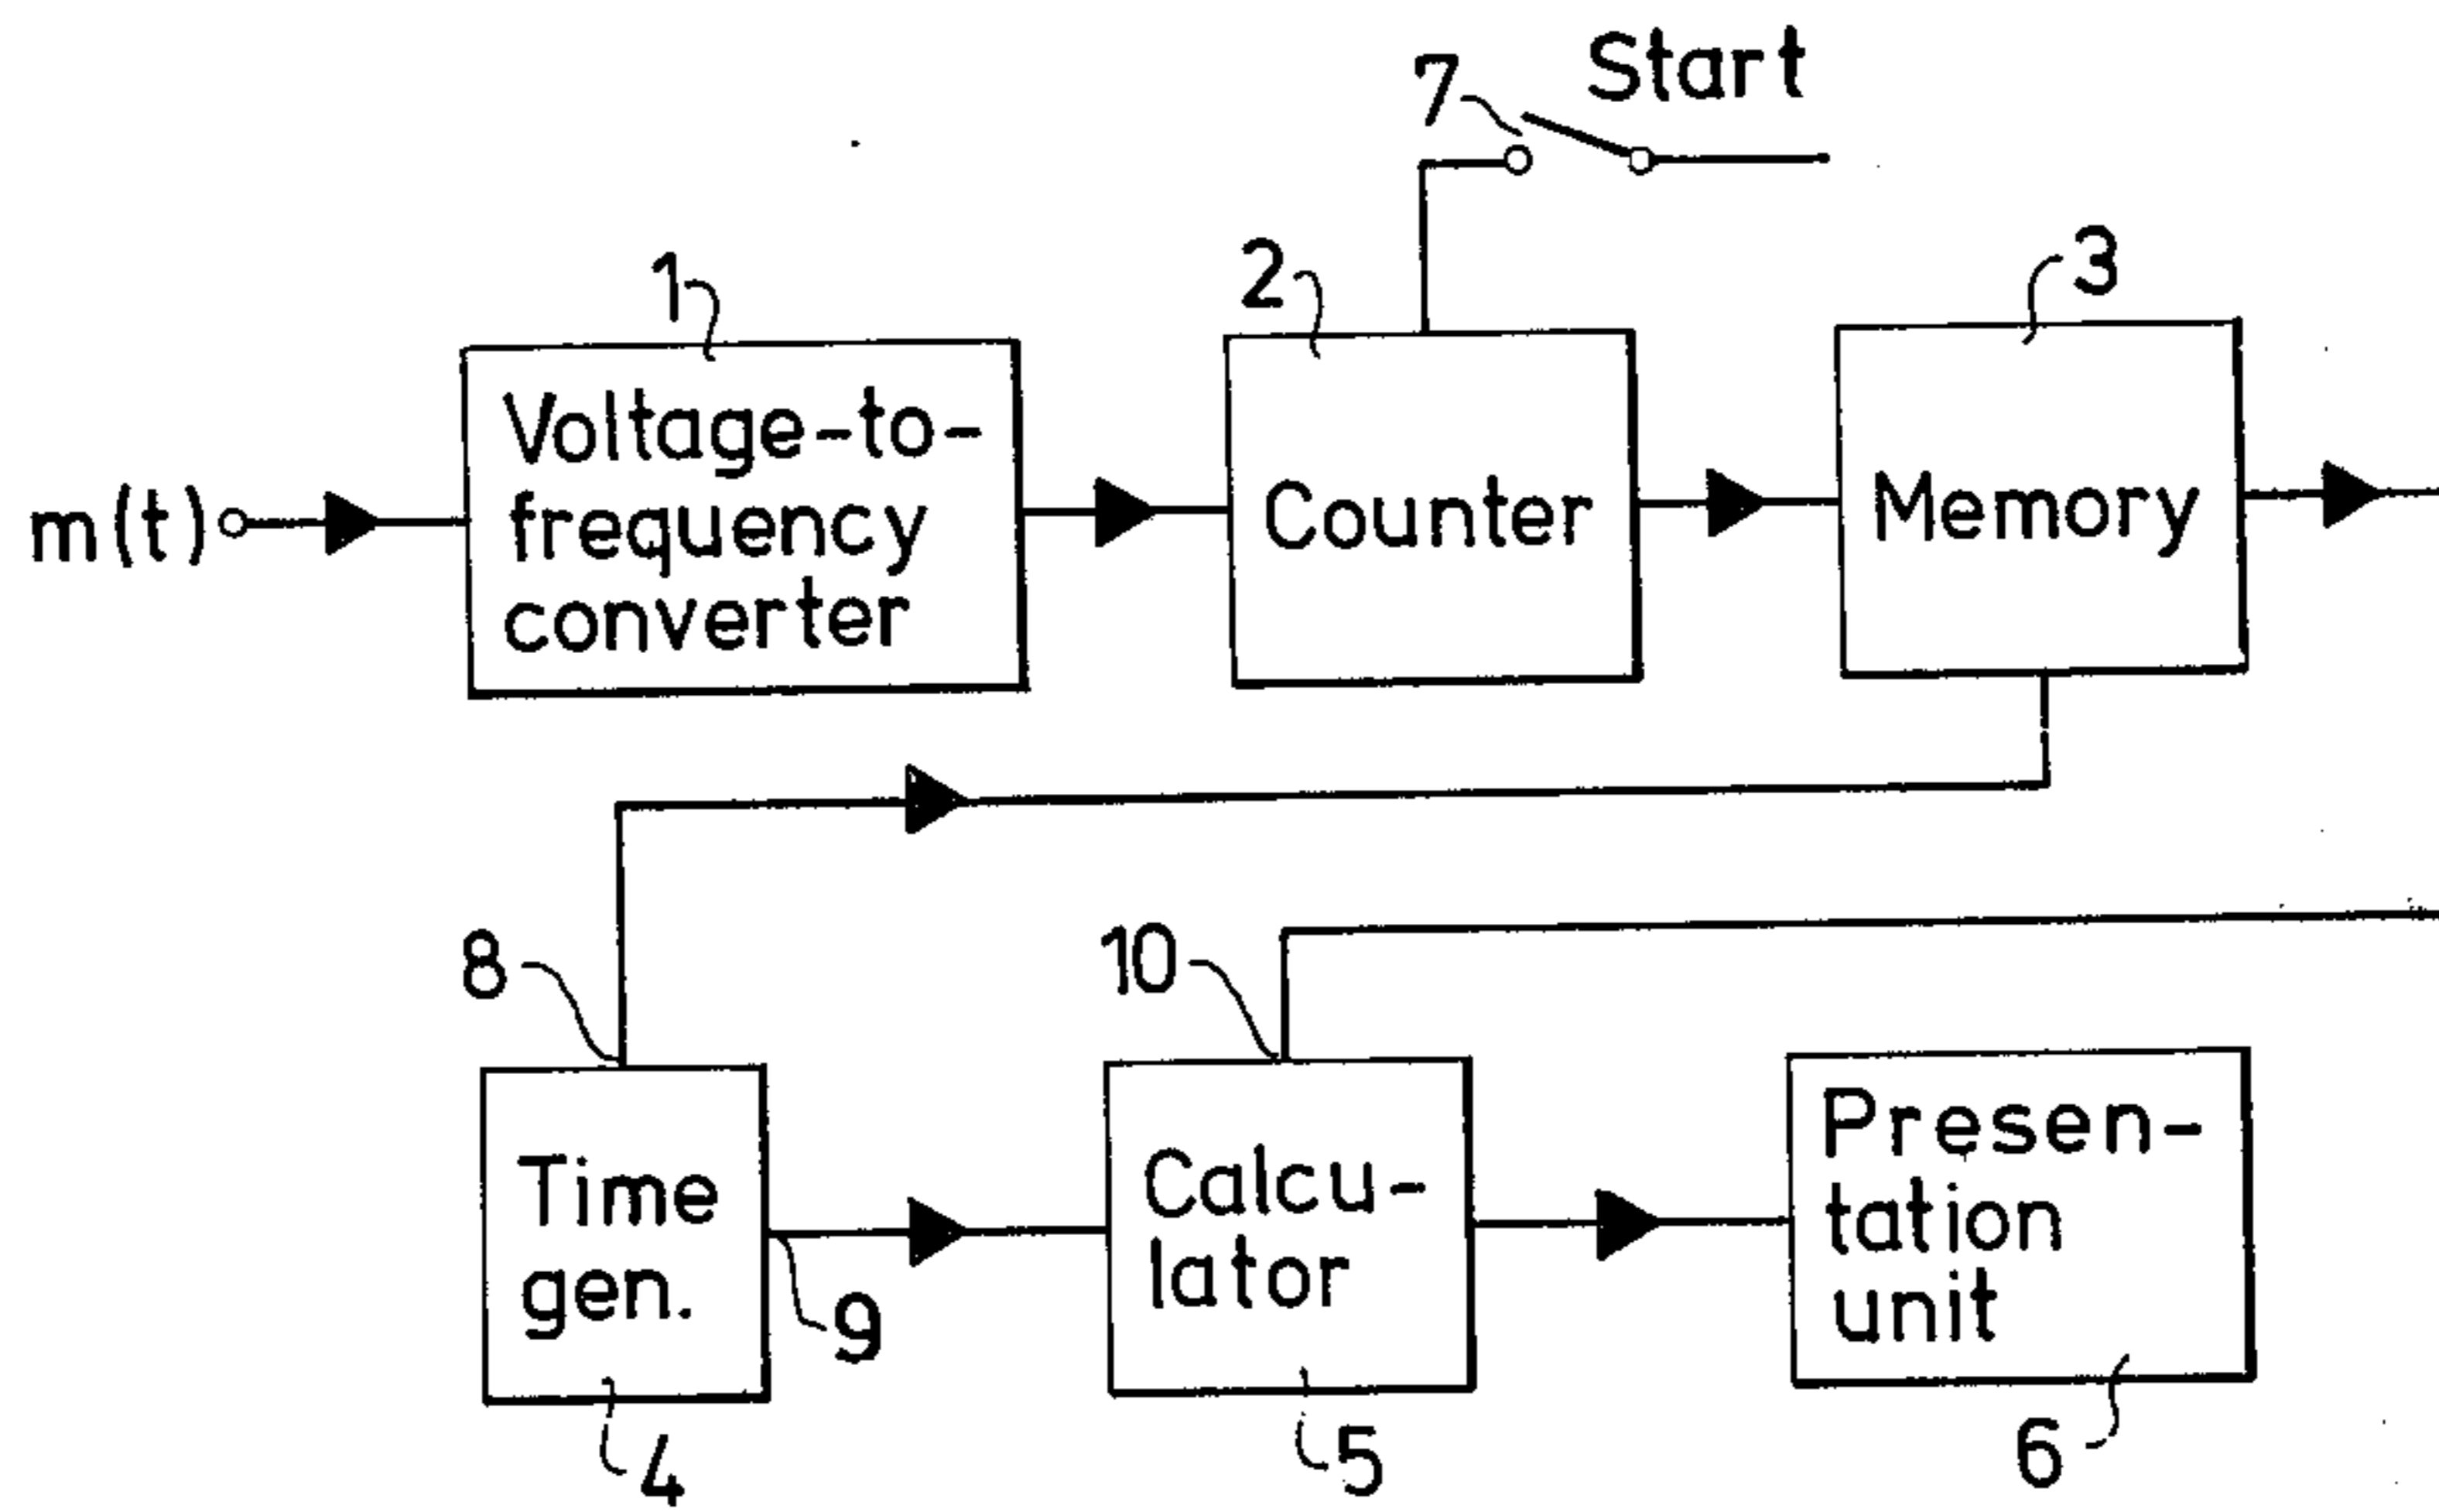 Start
7
1
2
3
m(t)
Voltage-to-
frequency
converter
Counter
Memory
8
10
Time
gen.
9
Calcu-
lator
Presen-
tation
unit
4
5
6